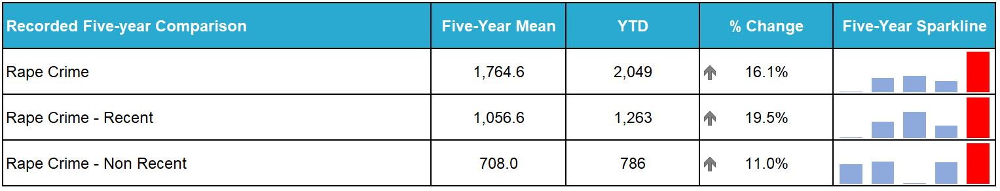 Recorded Five-year Comparison Five-Year Mean YTD % Change Five-Year Sparkline
Rape Crime 1,764.6 2,049 16.1%
Rape Crime - Recent 1,056.6 1,263 19.5%
Rape Crime - Non Recent 708.0 786 11.0%